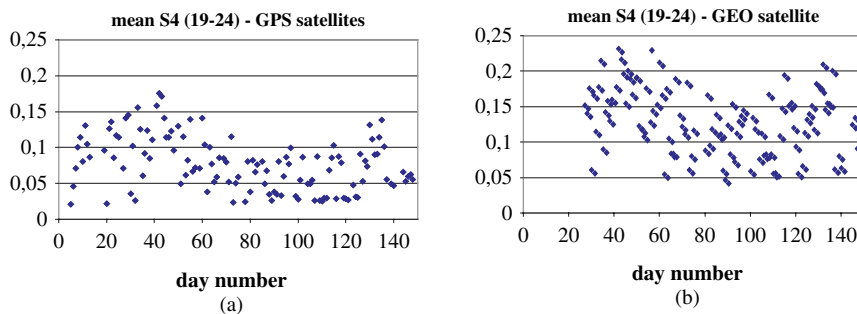 mean S4 (19-24) - GPS satellites
0,25
0,2
0,15
0,1
0,05
0
0 20 40 60 80 100 120 140
day number
(a)
mean S4 (19-24) - GEO satellite
0,25
0,2
0,15
0,1
0,05
0
0 20 40 60 80 100 120 140
day number
(b)